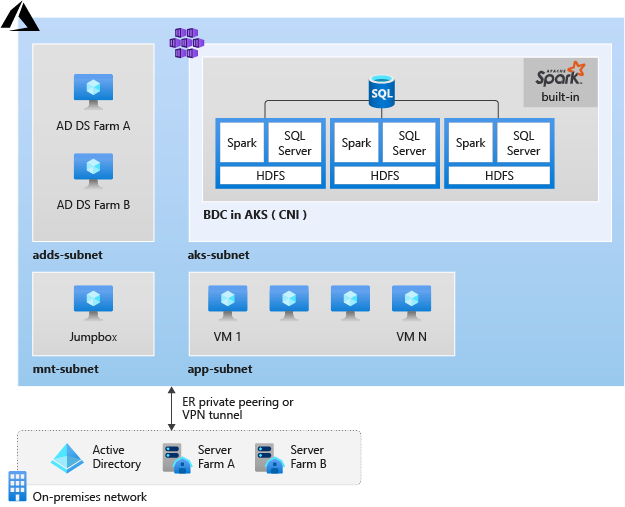 AD DS Farm A
AD DS Farm B
adds-subnet
APACHE
Spark
built-in
SQL
Spark
SQL
Server
HDFS
Spark
SQL
Server
HDFS
Spark
SQL
Server
HDFS
BDC in AKS ( CNI )
aks-subnet
Jumpbox
mnt-subnet
VM 1
VM N
app-subnet
ER private peering or
VPN tunnel
Active
Directory
Server
Farm A
Server
Farm B
On-premises network